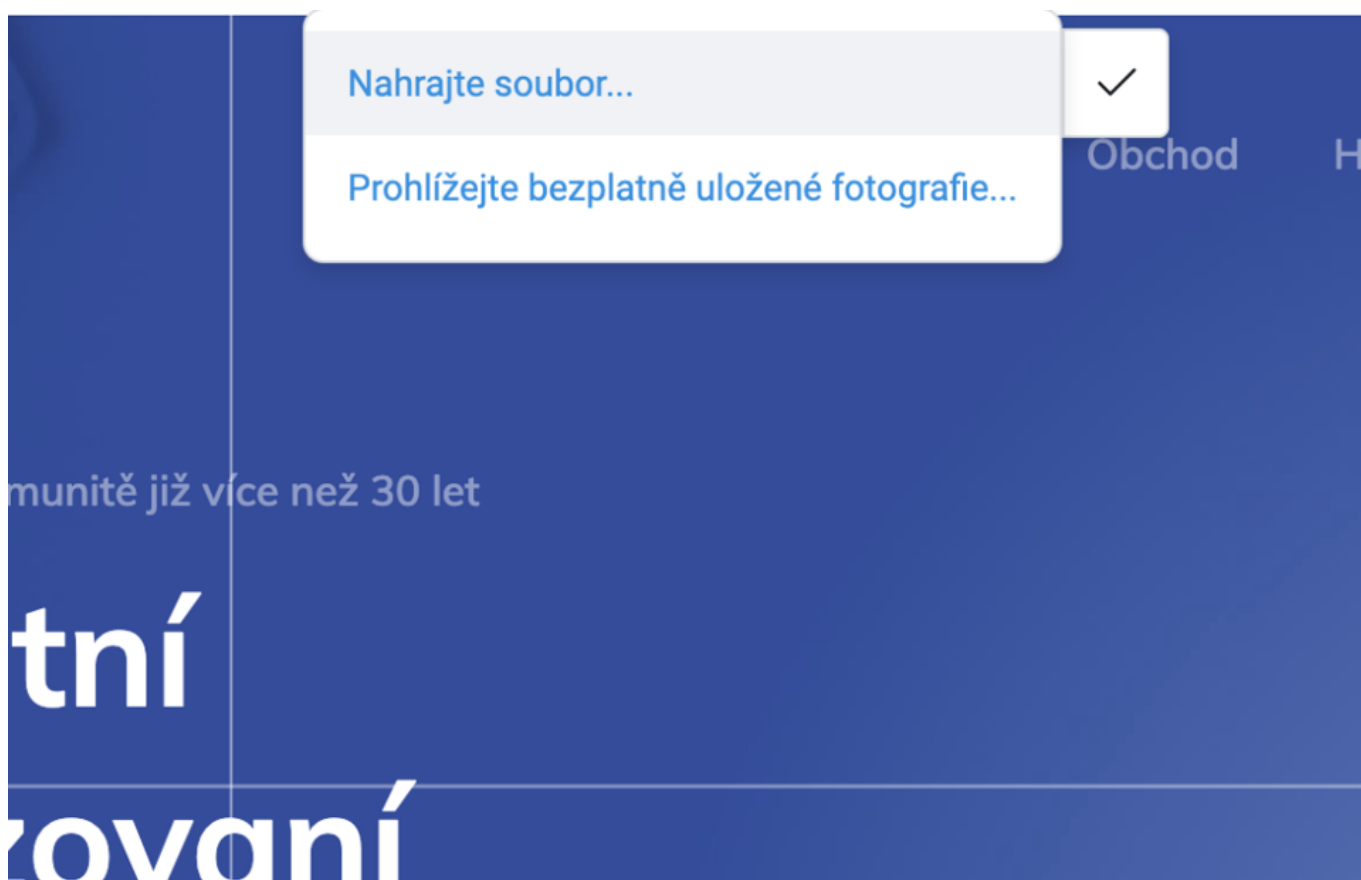 Nahrajte soubor...
Obchod
Prohlížejte bezplatně uložené fotografie...
munitě již více než 30 let
tní
zovaní